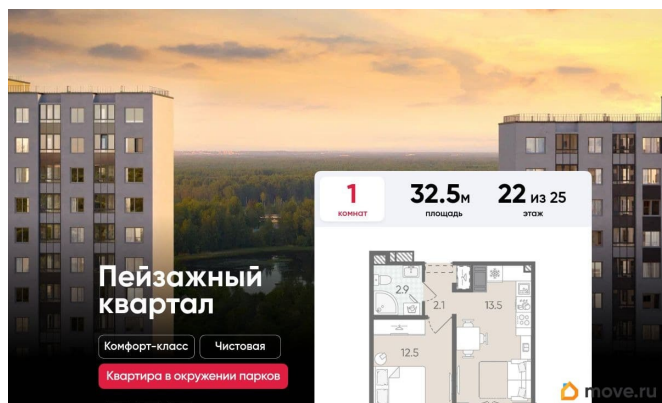 1
комнат
32.5м
площадь
22 из 25
этаж
Пейзажный
квартал
Комфорт-класс
Чистовая
Квартира в окружении парков
2.9
2.1
13.5
12.5
move.ru